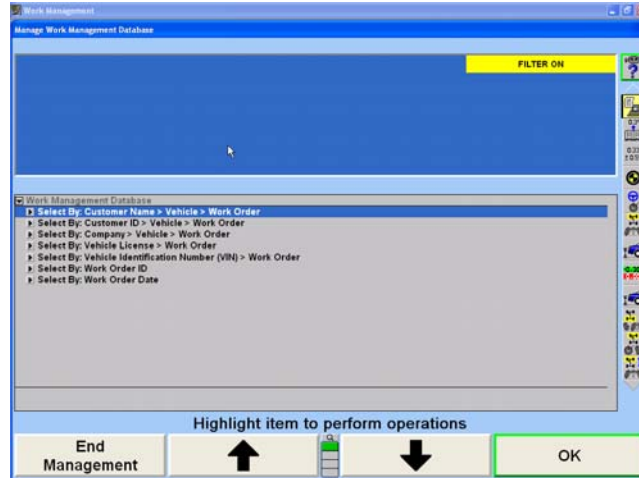 Work Management
Manage Work Management Database
FILTER ON
Work Management Database
Select By: Customer Name > Vehicle > Work Order
Select By: Customer ID > Vehicle > Work Order
Select By: Company > Vehicle > Work Order
Select By: Vehicle License > Work Order
Select By: Vehicle Identification Number (VIN) > Work Order
Select By: Work Order ID
Select By: Work Order Date
Highlight item to perform operations
End
Management
OK